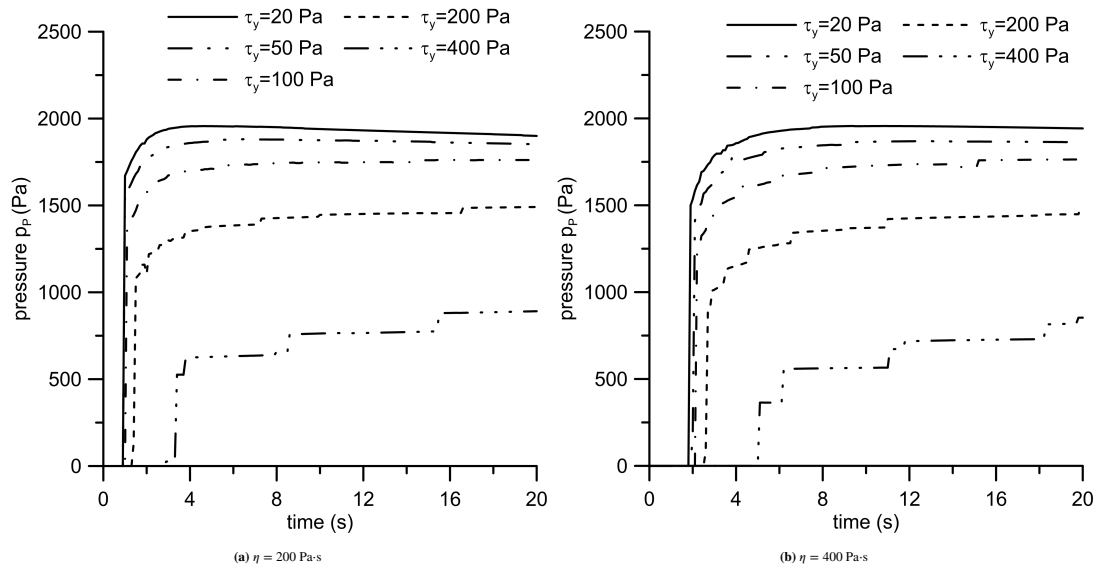 τy=20 Pa τy=200 Pa
τy=50 Pa τy=400 Pa
τy=100 Pa
2500
2000
1500
1000
500
0
pressure pP (Pa)
0 4 8 12 16 20
time (s)
(a) η = 200 Pa·s
τy=20 Pa τy=200 Pa
τy=50 Pa τy=400 Pa
τy=100 Pa
2500
2000
1500
1000
500
0
pressure pP (Pa)
0 4 8 12 16 20
time (s)
(b) η = 400 Pa·s